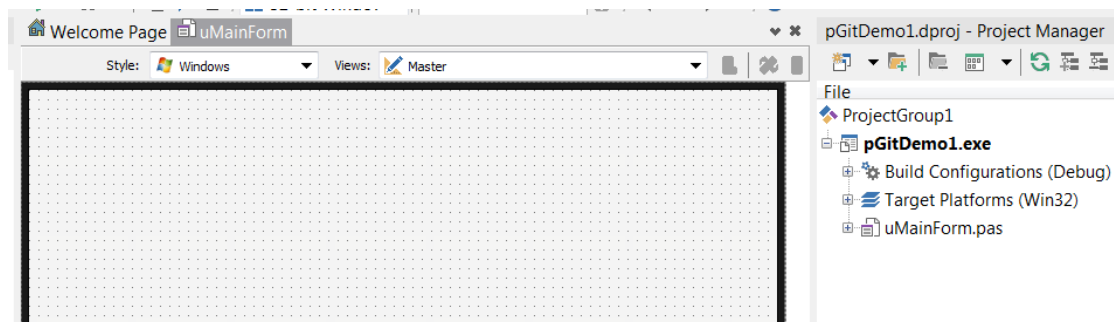 Welcome Page uMainForm
Style: Windows Views: Master
pGitDemo1.dproj - Project Manager
File
ProjectGroup1
pGitDemo1.exe
Build Configurations (Debug)
Target Platforms (Win32)
uMainForm.pas